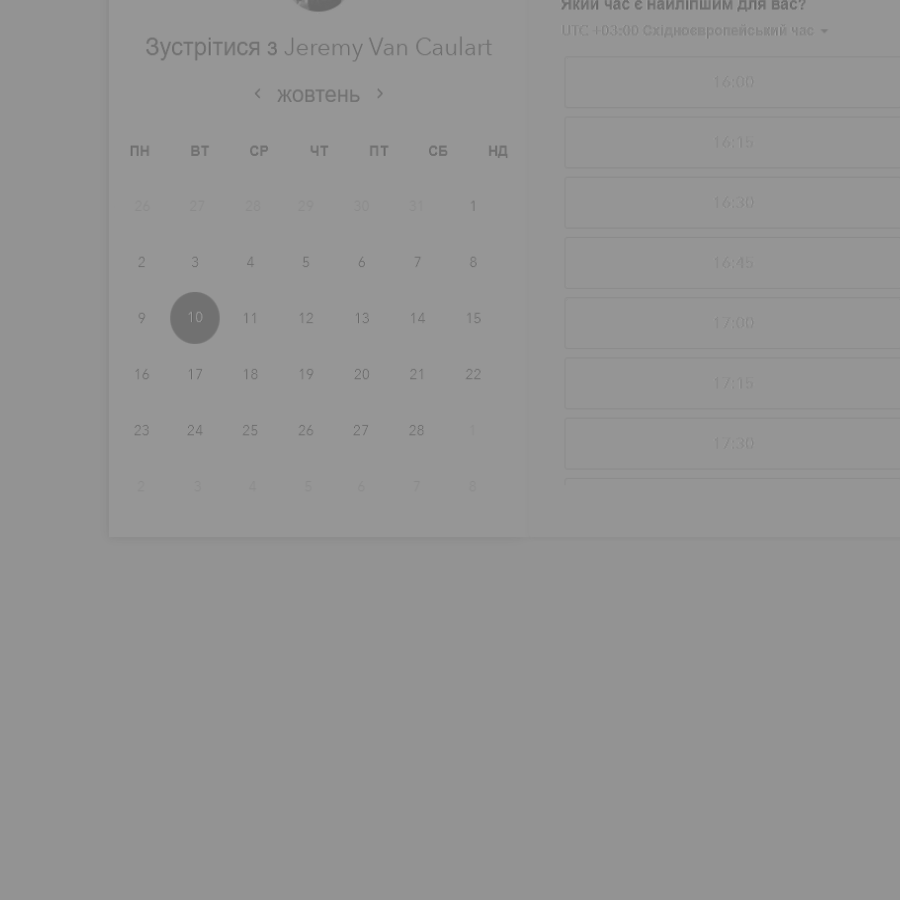 Зустрітися з Jeremy Van Caulart
жовтень
ПН ВТ СР ЧТ ПТ СБ НД
26 27 28 29 30 31 1
2 3 4 5 6 7 8
9 10 11 12 13 14 15
16 17 18 19 20 21 22
23 24 25 26 27 28 1
2 3 4 5 6 7 8
Який час є найліпшим для вас?
UTC +03:00 Східноєвропейський час
16:00
16:15
16:30
16:45
17:00
17:15
17:30